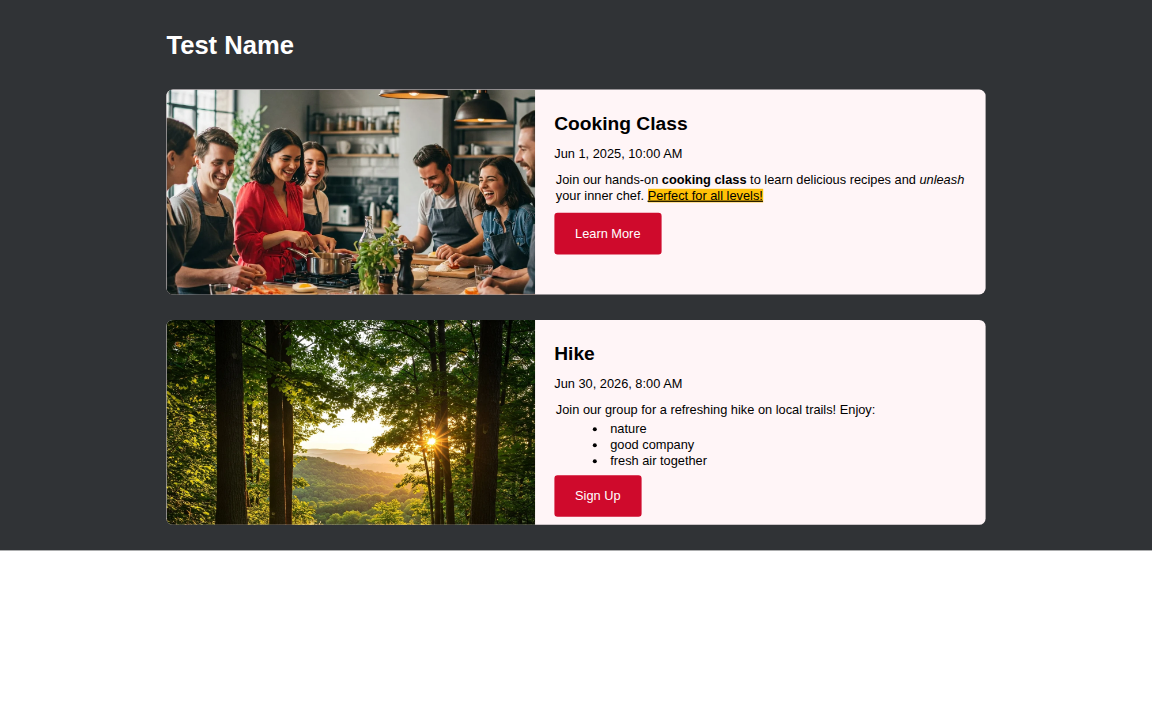 Test Name
Cooking Class
Jun 1, 2025, 10:00 AM
Join our hands-on cooking class to learn delicious recipes and unleash
your inner chef. Perfect for all levels!
Learn More
Hike
Jun 30, 2026, 8:00 AM
Join our group for a refreshing hike on local trails! Enjoy:
• nature
• good company
• fresh air together
Sign Up